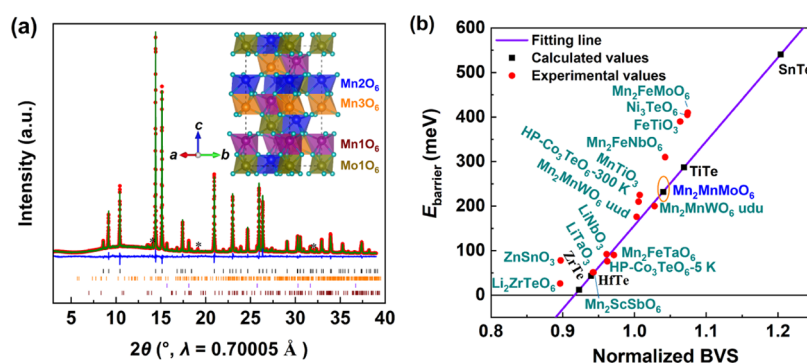 (a)
Intensity (a.u.)
Mn2O6
Mn3O6
Mn1O6
Mo1O6
c
a
b
*
*
5 10 15 20 25 30 35 40
2θ (°, λ = 0.70005 Å)
(b)
Ebarrier (meV)
600
500
400
300
200
100
0
Fitting line
Calculated values
Experimental values
SnTe
Mn2FeMoO6
Ni3TeO6
FeTiO3
Mn2FeNbO6
MnTiO3
HP-Co3TeO6-300 K
Mn2MnWO6 uud
TiTe
Mn2MnMoO6
Mn2MnWO6 udu
LiNbO3
LiTaO3
ZnSnO3
ZrTe
Mn2FeTaO6
HP-Co3TeO6-5 K
HfTe
Li2ZrTeO6
Mn2ScSbO6
0.8 0.9 1.0 1.1 1.2
Normalized BVS